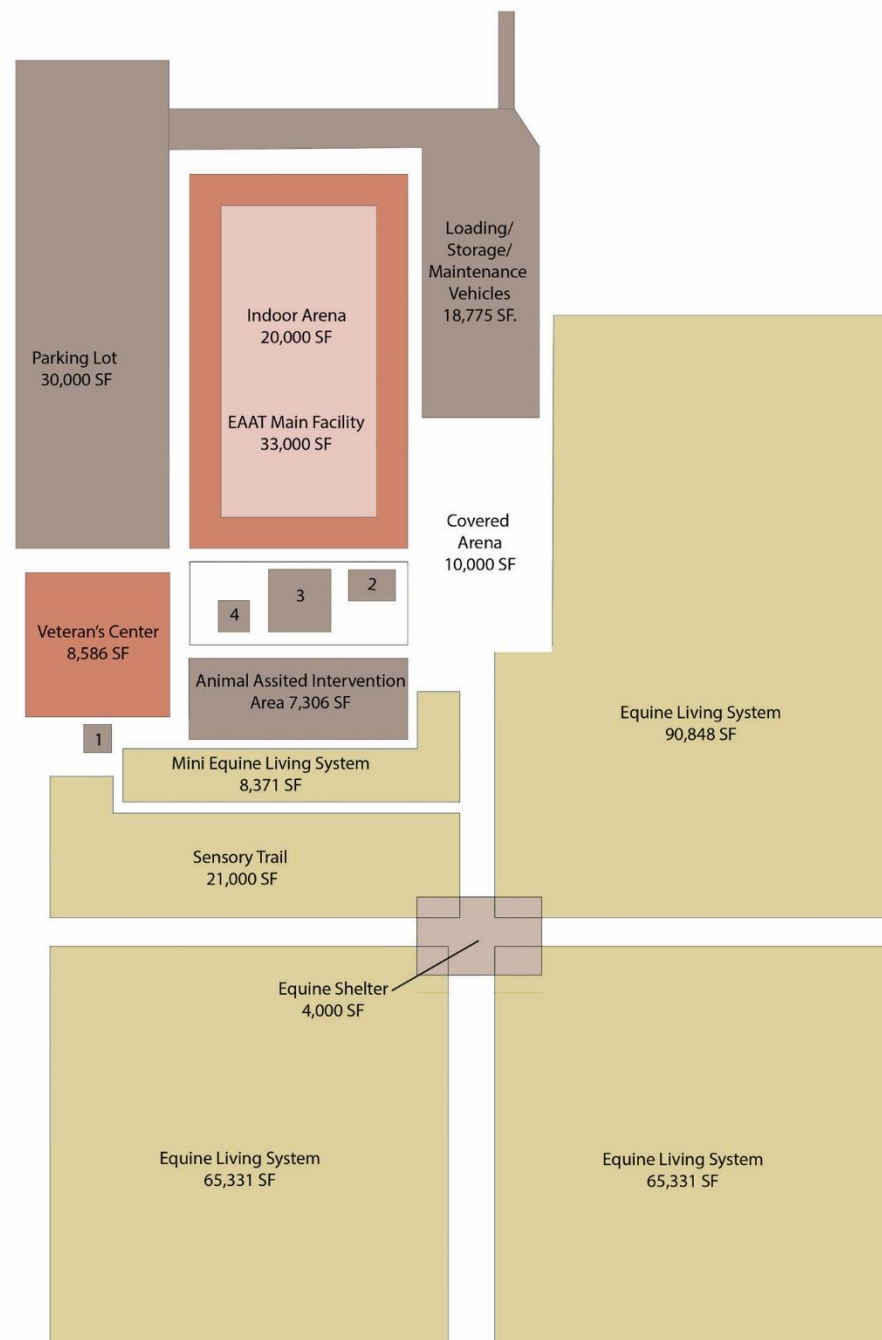 Loading/
Storage/
Maintenance
Vehicles
18,775 SF.
Indoor Arena
20,000 SF
Parking Lot
30,000 SF
EAAT Main Facility
33,000 SF
Covered
Arena
10,000 SF
2
3
4
Veteran's Center
8,586 SF
Animal Assited Intervention
Area 7,306 SF
Equine Living System
90,848 SF
1
Mini Equine Living System
8,371 SF
Sensory Trail
21,000 SF
Equine Shelter
4,000 SF
Equine Living System
65,331 SF
Equine Living System
65,331 SF